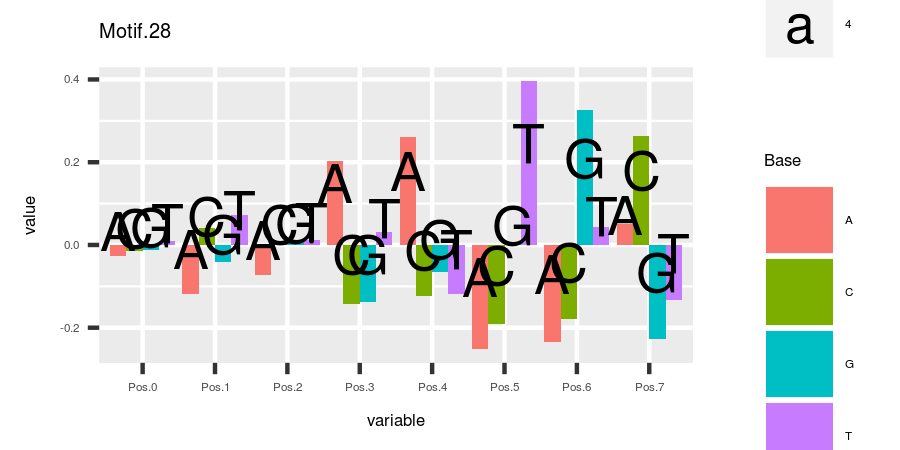 Motif.28
a 4
0.4
0.2
0.0
-0.2
value
A C G T A C G T A C G T A C G T A C G T A C G T A C G T A C G T
Pos.0 Pos.1 Pos.2 Pos.3 Pos.4 Pos.5 Pos.6 Pos.7
variable
Base
A
C
G
T